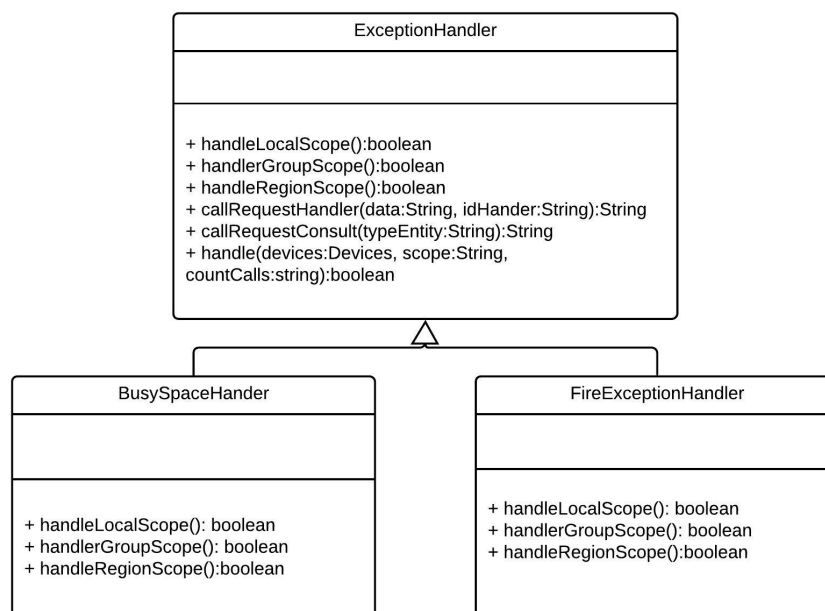 ExceptionHandler
+ handleLocalScope():boolean
+ handlerGroupScope():boolean
+ handleRegionScope():boolean
+ callRequestHandler(data:String, idHander:String):String
+ callRequestConsult(typeEntity:String):String
+ handle(devices:Devices, scope:String,
countCalls:string):boolean
BusySpaceHander
+ handleLocalScope(): boolean
+ handlerGroupScope(): boolean
+ handleRegionScope():boolean
FireExceptionHandler
+ handleLocalScope(): boolean
+ handlerGroupScope(): boolean
+ handleRegionScope():boolean